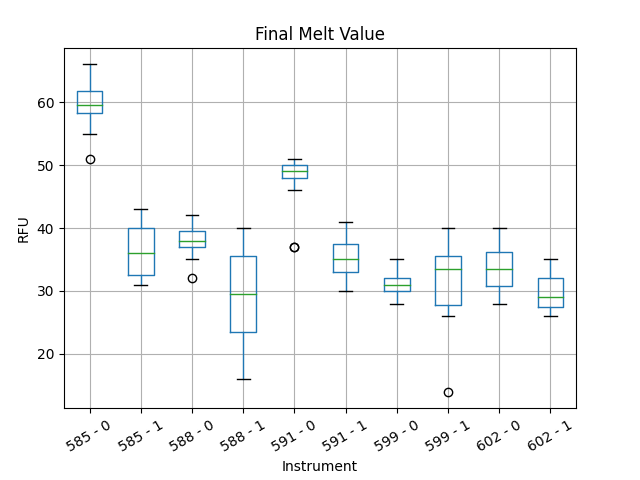 Final Melt Value
RFU
60
50
40
30
20
585 - 0
585 - 1
588 - 0
588 - 1
591 - 0
591 - 1
599 - 0
599 - 1
602 - 0
602 - 1
Instrument